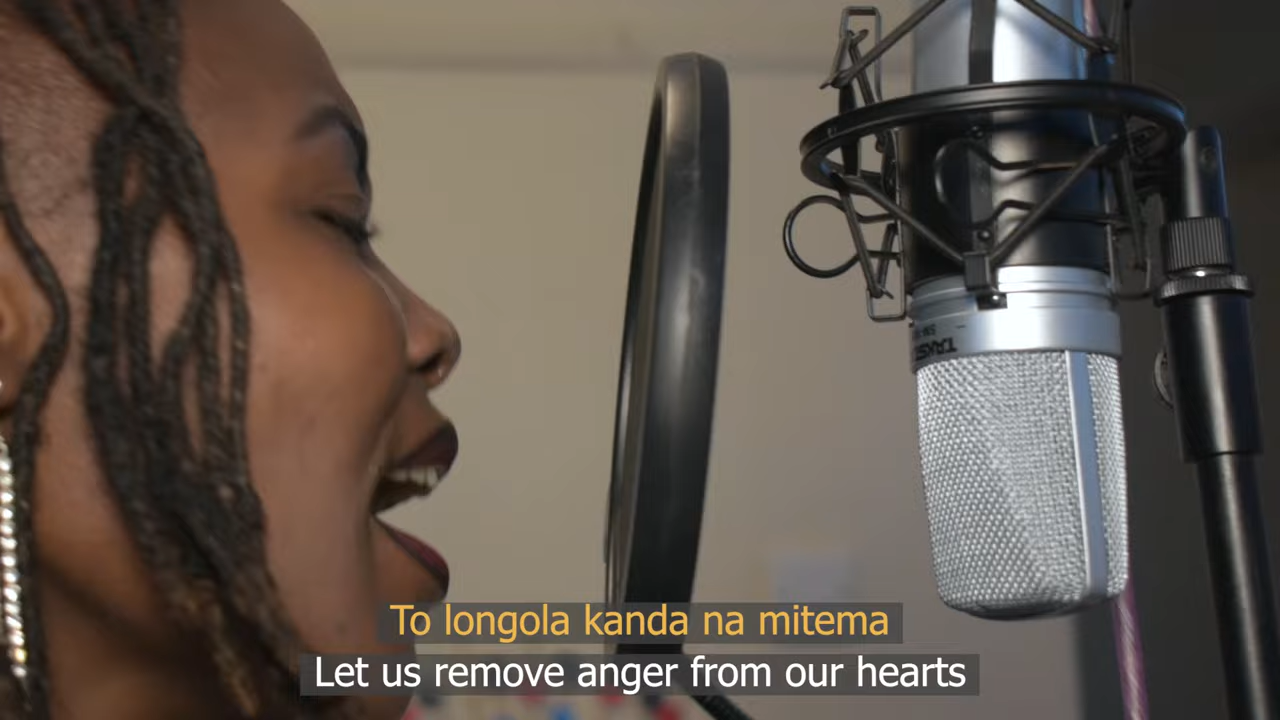 To longola kanda na mitema
Let us remove anger from our hearts